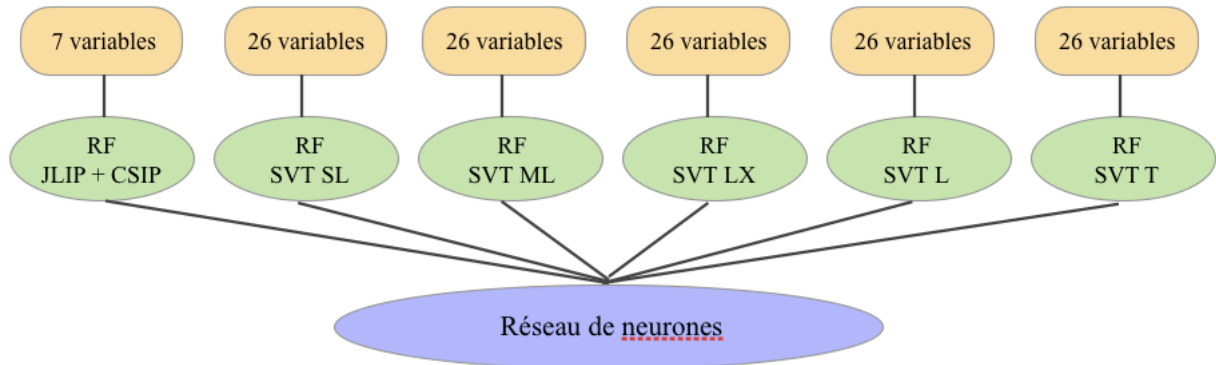 7 variables
26 variables
26 variables
26 variables
26 variables
26 variables
RF
JLIP + CSIP
RF
SVT SL
RF
SVT ML
RF
SVT LX
RF
SVT L
RF
SVT T
Réseau de neurones